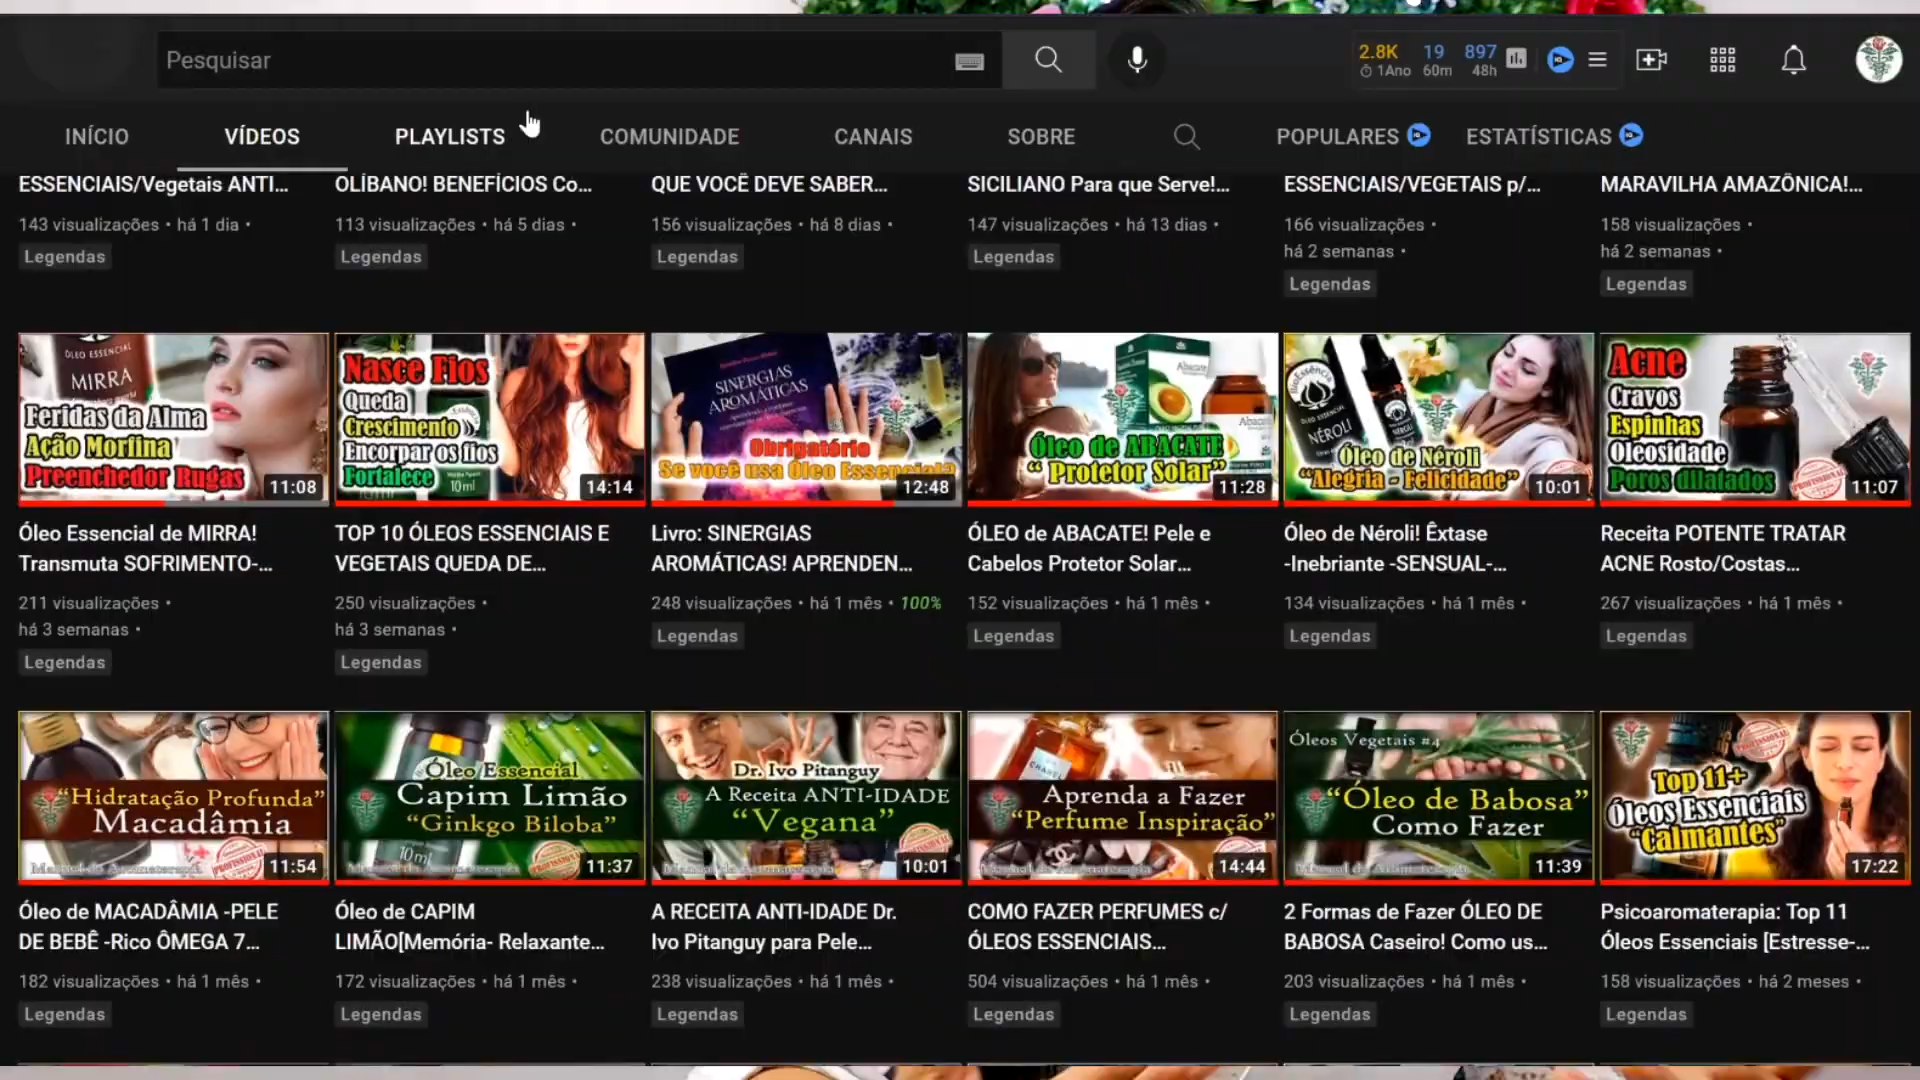 Pesquisar
2.8K 19 897
1Ano 60m 48h
INÍCIO VÍDEOS PLAYLISTS COMUNIDADE CANAIS SOBRE POPULARES ESTATÍSTICAS
ESSENCIAIS/Vegetais ANTI...
143 visualizações • há 1 dia •
Legendas
OLÍBANO! BENEFÍCIOS Co...
113 visualizações • há 5 dias •
Legendas
QUE VOCÊ DEVE SABER...
156 visualizações • há 8 dias •
Legendas
SICILIANO Para que Serve!...
147 visualizações • há 13 dias •
Legendas
ESSENCIAIS/VEGETAIS p/...
166 visualizações •
há 2 semanas •
Legendas
MARAVILHA AMAZÔNICA!...
158 visualizações •
há 2 semanas •
Legendas
ÓLEO ESSENCIAL
MIRRA
Feridas da Alma
Ação Morfina
Preenchedor Rugas
11:08
Óleo Essencial de MIRRA!
Transmuta SOFRIMENTO-...
211 visualizações •
há 3 semanas •
Legendas
Nasce Fios
Queda
Crescimento
Encorpar os fios
Fortalece
10ml
14:14
TOP 10 ÓLEOS ESSENCIAIS E
VEGETAIS QUEDA DE...
250 visualizações •
há 3 semanas •
Legendas
SINERGIAS
AROMÁTICAS
Obrigatório
Se você usa Óleo Essencial?
12:48
Livro: SINERGIAS
AROMÁTICAS! APRENDEN...
248 visualizações • há 1 mês • 100%
Legendas
Abacate
Óleo de ABACATE
“Protetor Solar”
11:28
ÓLEO de ABACATE! Pele e
Cabelos Protetor Solar...
152 visualizações • há 1 mês •
Legendas
BioEssência
ÓLEO ESSENCIAL
NÉROLI
Óleo de Néroli
“Alegria - Felicidade”
10:01
Óleo de Néroli! Êxtase
-Inebriante -SENSUAL-...
134 visualizações • há 1 mês •
Legendas
Acne
Cravos
Espinhas
Oleosidade
Poros dilatados
PROFISSIONAL
11:07
Receita POTENTE TRATAR
ACNE Rosto/Costas...
267 visualizações • há 1 mês •
Legendas
“Hidratação Profunda”
Macadâmia
PROFISSIONAL
11:54
Óleo de MACADÂMIA -PELE
DE BEBÊ -Rico ÔMEGA 7...
182 visualizações • há 1 mês •
Legendas
Óleo Essencial
Capim Limão
“Ginkgo Biloba”
10ml
PROFISSIONAL
11:37
Óleo de CAPIM
LIMÃO[Memória- Relaxante...
172 visualizações • há 1 mês •
Legendas
Dr. Ivo Pitanguy
A Receita ANTI-IDADE
“Vegana”
PROFISSIONAL
10:01
A RECEITA ANTI-IDADE Dr.
Ivo Pitanguy para Pele...
238 visualizações • há 1 mês •
Legendas
CHANEL
Aprenda a Fazer
“Perfume Inspiração”
14:44
COMO FAZER PERFUMES c/
ÓLEOS ESSENCIAIS...
504 visualizações • há 1 mês •
Legendas
Óleos Vegetais #4
“Óleo de Babosa”
Como Fazer
11:39
2 Formas de Fazer ÓLEO DE
BABOSA Caseiro! Como us...
203 visualizações • há 1 mês •
Legendas
PROFISSIONAL
Top 11+
Óleos Essenciais
“Calmantes”
17:22
Psicoaromaterapia: Top 11
Óleos Essenciais [Estresse-...
158 visualizações • há 2 meses •
Legendas